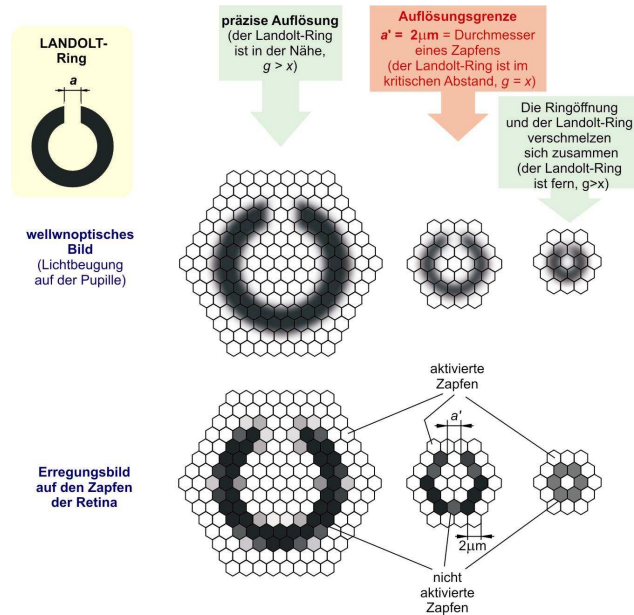 LANDOLT-
Ring
a
präzise Auflösung
(der Landolt-Ring
ist in der Nähe,
g > x)
Auflösungsgrenze
a' = 2µm = Durchmesser
eines Zapfens
(der Landolt-Ring ist im
kritischen Abstand, g = x)
Die Ringöffnung
und der Landolt-Ring
verschmelzen
sich zusammen
(der Landolt-Ring
ist fern, g>x)
wellwnoptisches
Bild
(Lichtbeugung
auf der Pupille)
aktivierte
Zapfen
a'
Erregungsbild
auf den Zapfen
der Retina
2µm
nicht
aktivierte
Zapfen